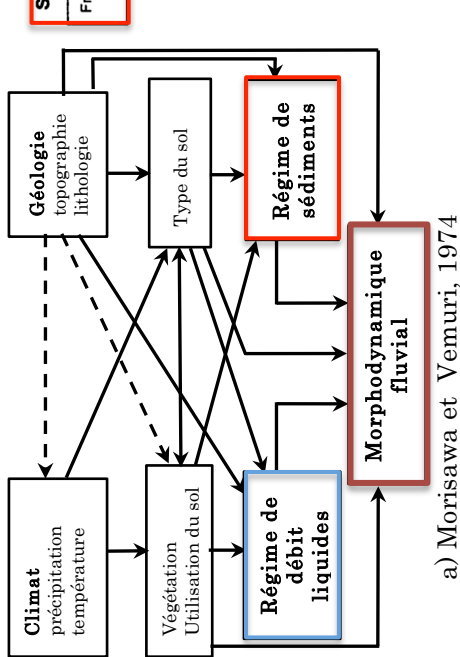 Climat
précipitation
température
Géologie
topographie
lithologie
Végétation
Utilisation du sol
Type du sol
Régime de
débit
liquides
Régime de
sédiments
Morphodynamique
fluvial
a) Morisawa et Vemuri, 1974